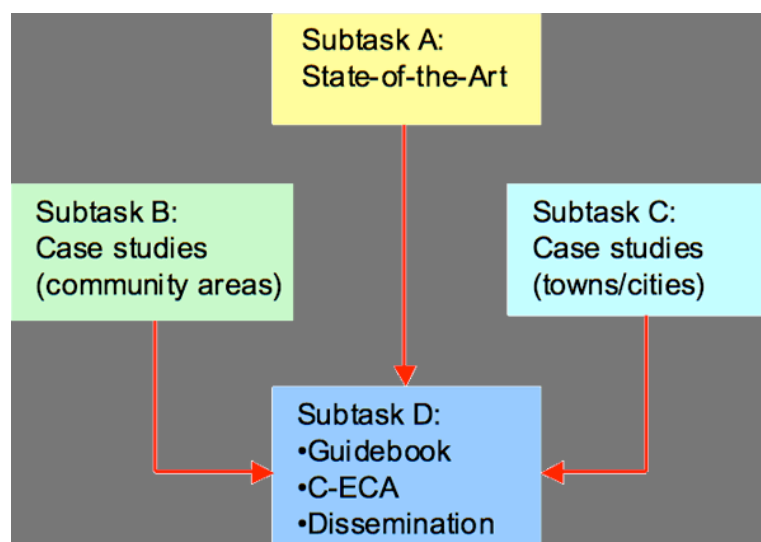 Subtask A:
State-of-the-Art
Subtask B:
Case studies
(community areas)
Subtask C:
Case studies
(towns/cities)
Subtask D:
•Guidebook
•C-ECA
•Dissemination